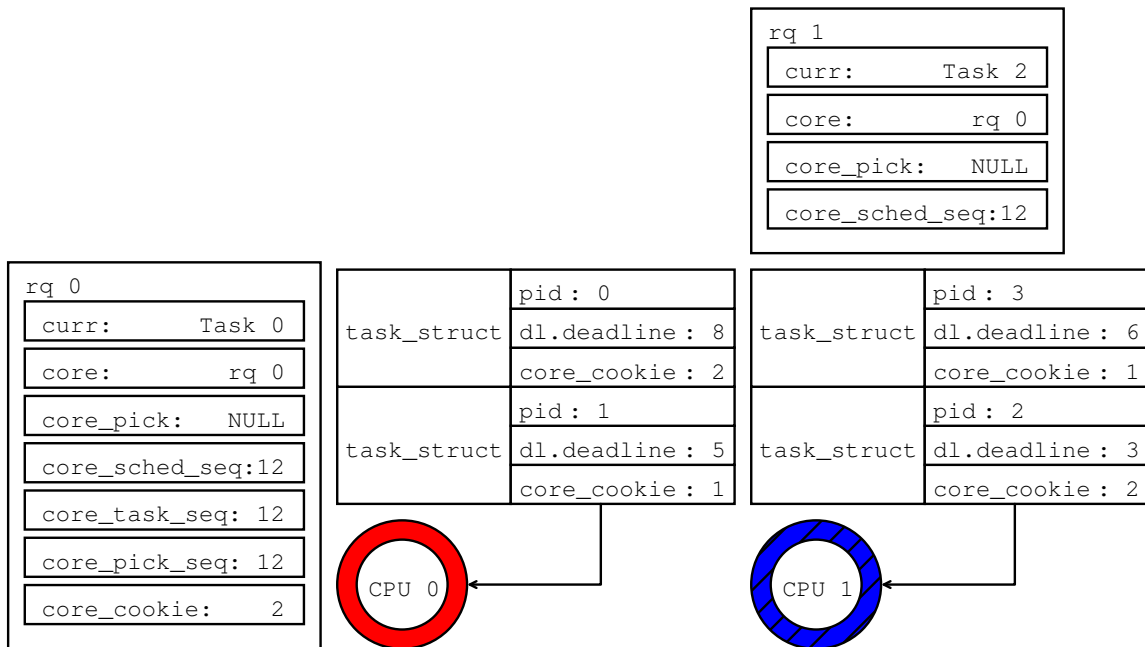 rq 1
curr: Task 2
core: rq 0
core_pick: NULL
core_sched_seq:12
rq 0
curr: Task 0
core: rq 0
core_pick: NULL
core_sched_seq:12
core_task_seq: 12
core_pick_seq: 12
core_cookie: 2
task_struct
pid : 0
dl.deadline : 8
core_cookie : 2
task_struct
pid : 1
dl.deadline : 5
core_cookie : 1
CPU 0
task_struct
pid : 3
dl.deadline : 6
core_cookie : 1
task_struct
pid : 2
dl.deadline : 3
core_cookie : 2
CPU 1